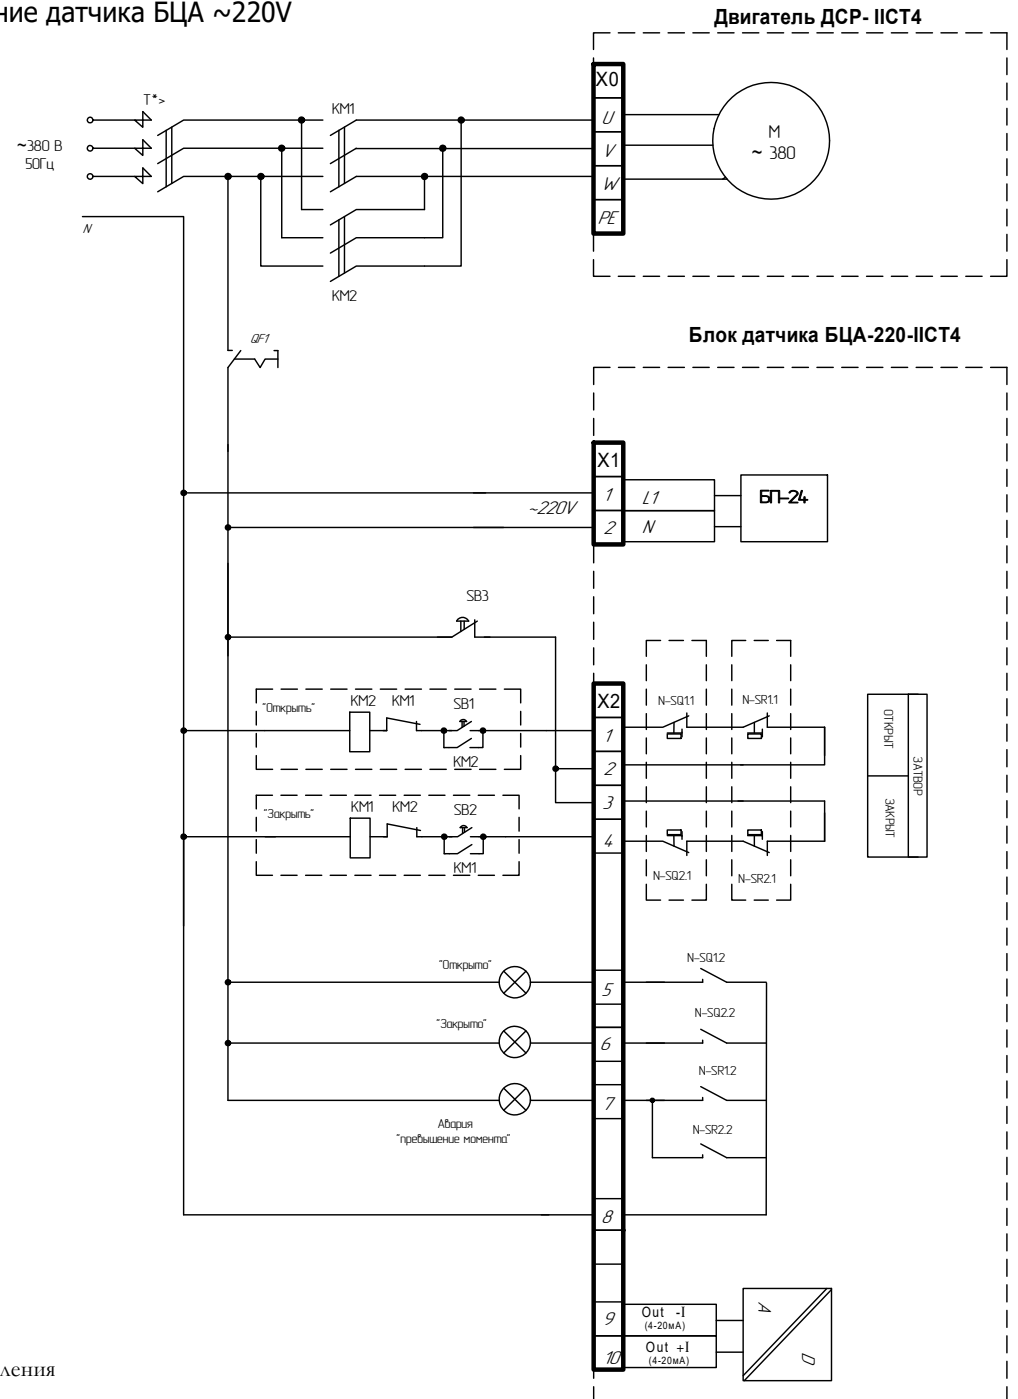 ние датчика БЦА ~220V
Двигатель ДСР- IIСТ4
T*>
~380 В
50Гц
N
KM1
KM2
X0
U
V
W
PE
M
~ 380
QF1
Блок датчика БЦА-220-IIСТ4
X1
1
2
~220V
L1
N
БП-24
SB3
"Открыть"
KM2
KM1
SB1
KM2
"Закрыть"
KM1
KM2
SB2
KM1
X2
1
2
3
4
5
6
7
8
9
10
N-SQ1.1
N-SR1.1
N-SQ2.1
N-SR2.1
ОТКРЫТ
ЗАКРЫТ
ЗАТВОР
"Открыто"
"Закрыто"
Авария
"превышение момента"
N-SQ1.2
N-SQ2.2
N-SR1.2
N-SR2.2
Out -I
(4-20мА)
Out +I
(4-20мА)
A
D
ления